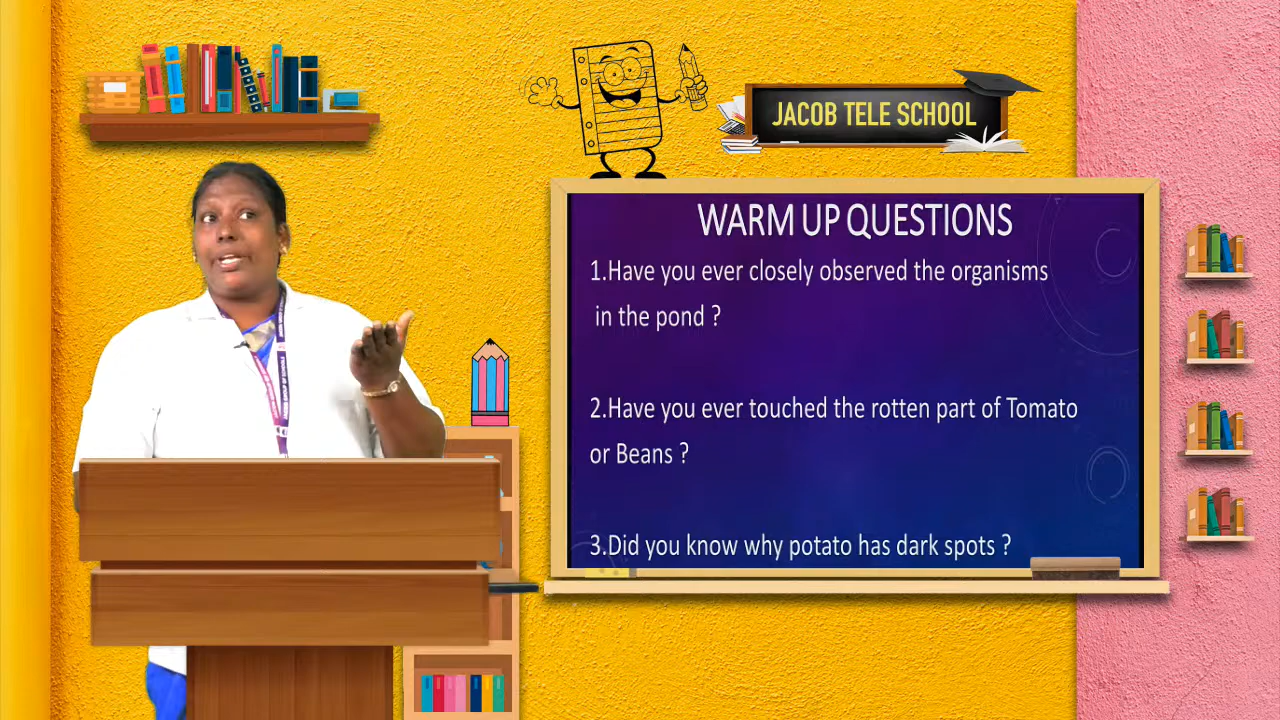 JACOB TELE SCHOOL
WARM UP QUESTIONS
1.Have you ever closely observed the organisms
in the pond ?
2.Have you ever touched the rotten part of Tomato
or Beans ?
3.Did you know why potato has dark spots ?